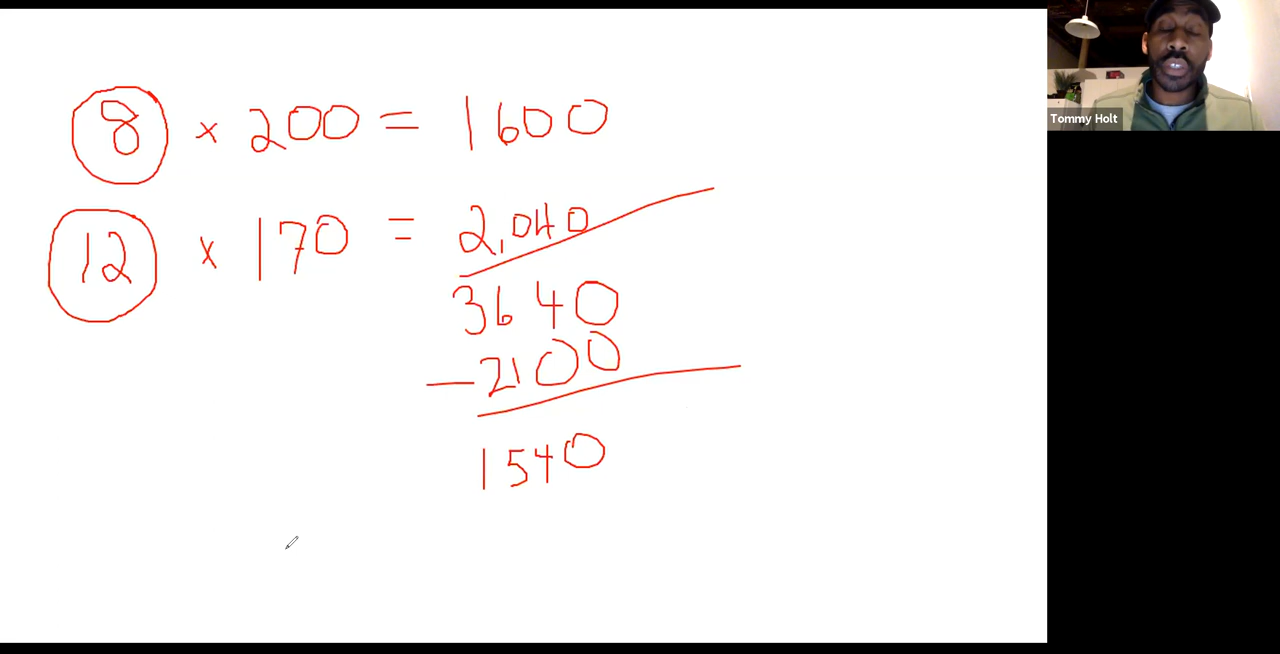 8 × 200 = 1600
12 × 170 = 2,040
3640
-2100
1540
Tommy Holt